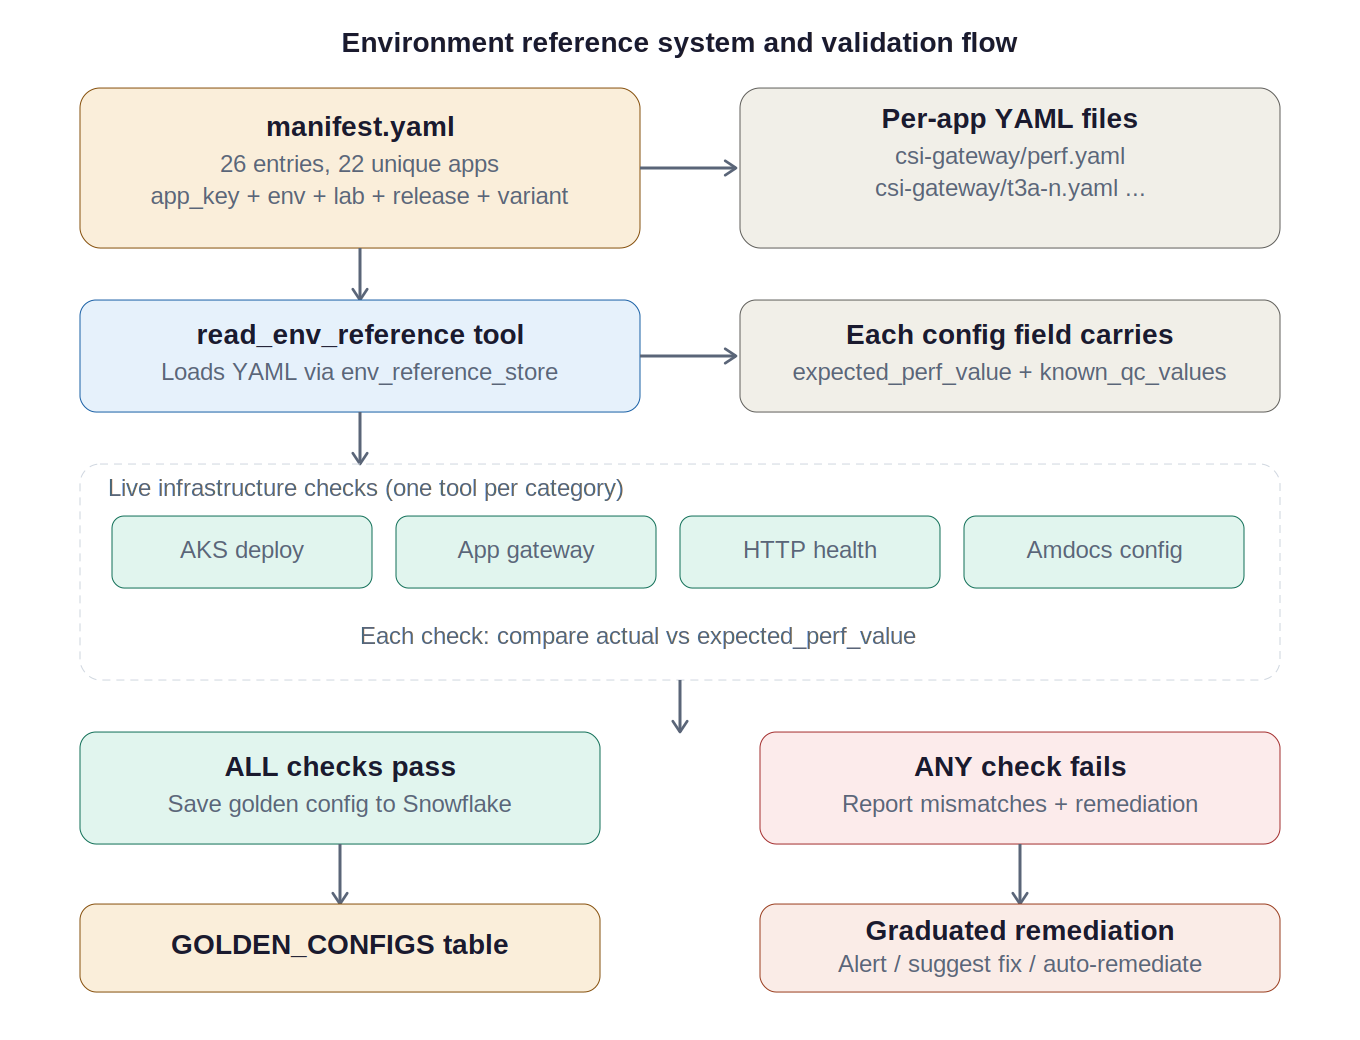 Environment reference system and validation flow
manifest.yaml
26 entries, 22 unique apps
app_key + env + lab + release + variant
Per-app YAML files
csi-gateway/perf.yaml
csi-gateway/t3a-n.yaml ...
read_env_reference tool
Loads YAML via env_reference_store
Each config field carries
expected_perf_value + known_qc_values
Live infrastructure checks (one tool per category)
AKS deploy
App gateway
HTTP health
Amdocs config
Each check: compare actual vs expected_perf_value
ALL checks pass
Save golden config to Snowflake
ANY check fails
Report mismatches + remediation
GOLDEN_CONFIGS table
Graduated remediation
Alert / suggest fix / auto-remediate